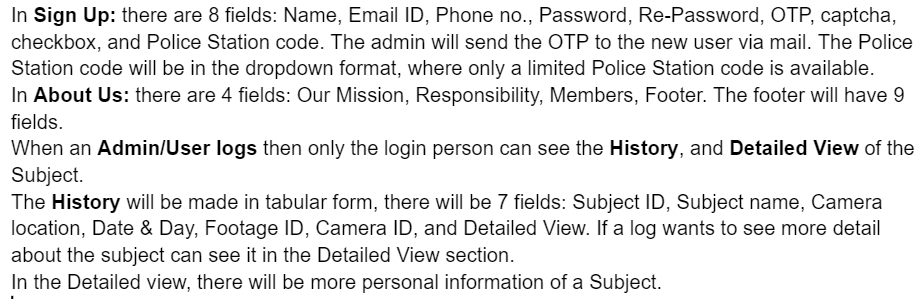 In Sign Up: there are 8 fields: Name, Email ID, Phone no., Password, Re-Password, OTP, captcha,
checkbox, and Police Station code. The admin will send the OTP to the new user via mail. The Police
Station code will be in the dropdown format, where only a limited Police Station code is available.
In About Us: there are 4 fields: Our Mission, Responsibility, Members, Footer. The footer will have 9
fields.
When an Admin/User logs then only the login person can see the History, and Detailed View of the
Subject.
The History will be made in tabular form, there will be 7 fields: Subject ID, Subject name, Camera
location, Date & Day, Footage ID, Camera ID, and Detailed View. If a log wants to see more detail
about the subject can see it in the Detailed View section.
In the Detailed view, there will be more personal information of a Subject.